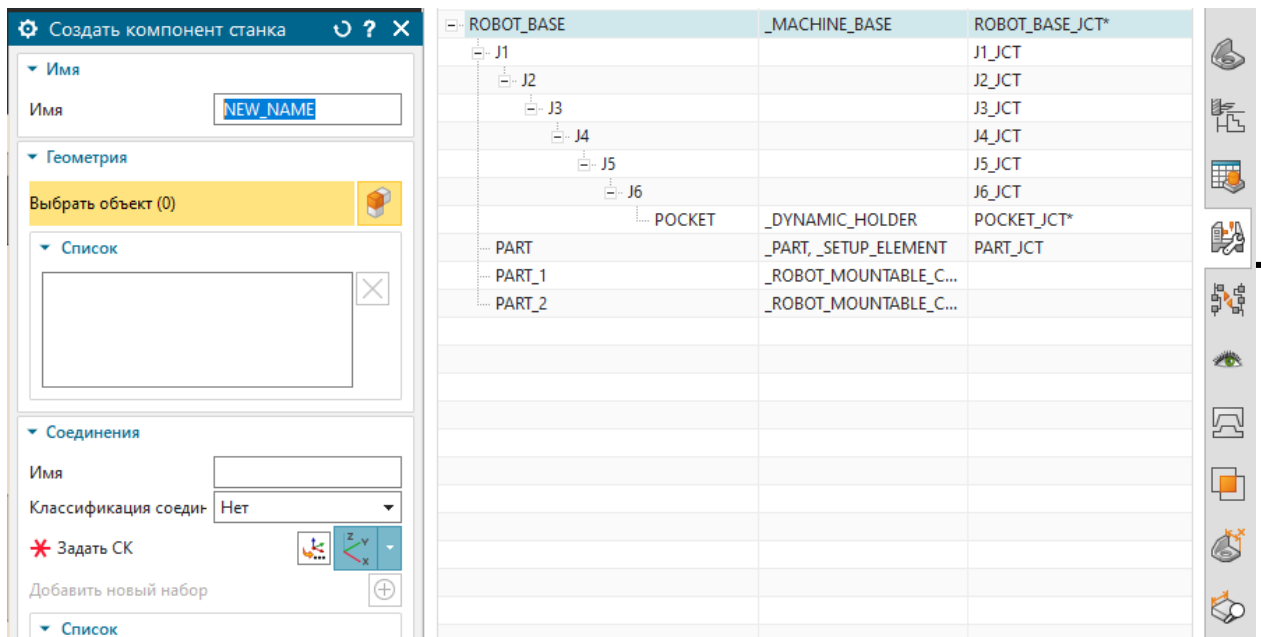 Создать компонент станка
Имя
Имя NEW_NAME
Геометрия
Выбрать объект (0)
Список
Соединения
Имя
Классификация соедин Нет
Задать СК
Добавить новый набор
Список
ROBOT_BASE _MACHINE_BASE ROBOT_BASE_JCT*
J1 J1_JCT
J2 J2_JCT
J3 J3_JCT
J4 J4_JCT
J5 J5_JCT
J6 J6_JCT
POCKET _DYNAMIC_HOLDER POCKET_JCT*
PART _PART, _SETUP_ELEMENT PART_JCT
PART_1 _ROBOT_MOUNTABLE_C...
PART_2 _ROBOT_MOUNTABLE_C...